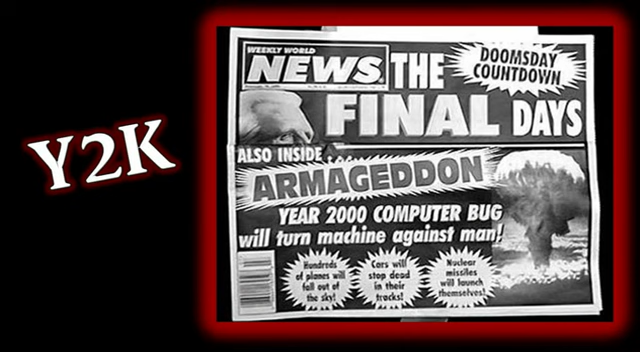 Y2K
WEEKLY WORLD
NEWS
THE
FINAL DAYS
DOOMSDAY
COUNTDOWN
ALSO INSIDE
ARMAGEDDON
YEAR 2000 COMPUTER BUG
will turn machine against man!
Hundreds
of planes will
fall out of
the sky!
Cars will
stop dead
in their
tracks!
Nuclear
missiles
will launch
themselves!